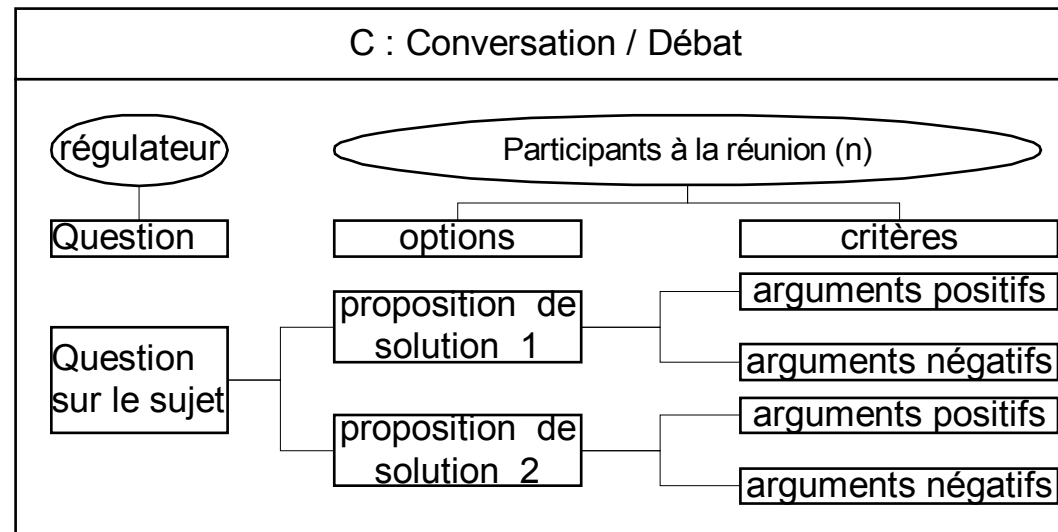 C : Conversation / Débat
régulateur
Participants à la réunion (n)
Question
options
critères
Question
sur le sujet
proposition de
solution 1
arguments positifs
arguments négatifs
proposition de
solution 2
arguments positifs
arguments négatifs